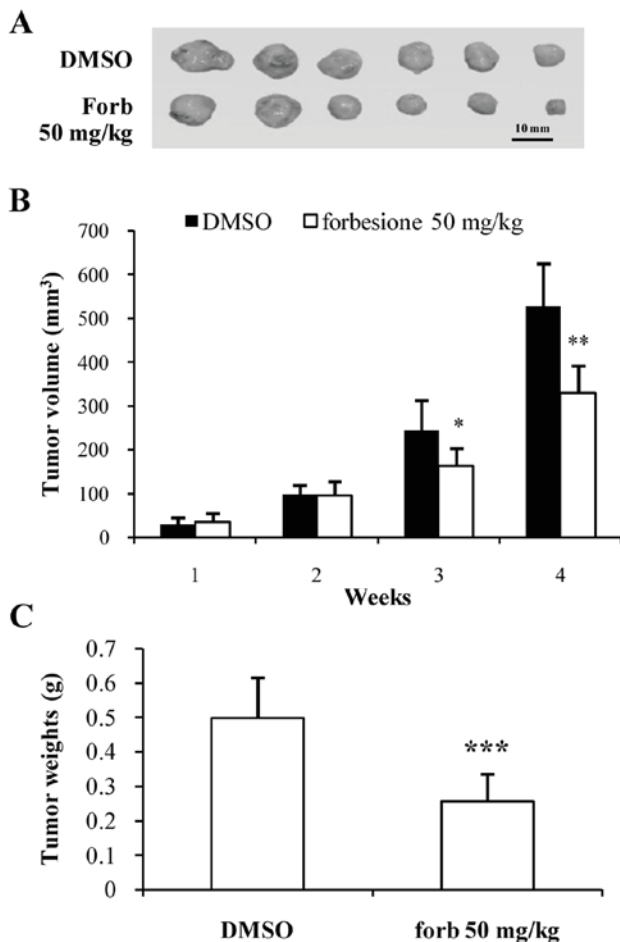 A
DMSO
Forb
50 mg/kg
10 mm
B
DMSO forbesione 50 mg/kg
Tumor volume (mm³)
700
600
500
400
300
200
100
0
*
**
1 2 3 4
Weeks
C
Tumor weights (g)
0.7
0.6
0.5
0.4
0.3
0.2
0.1
0
***
DMSO forb 50 mg/kg